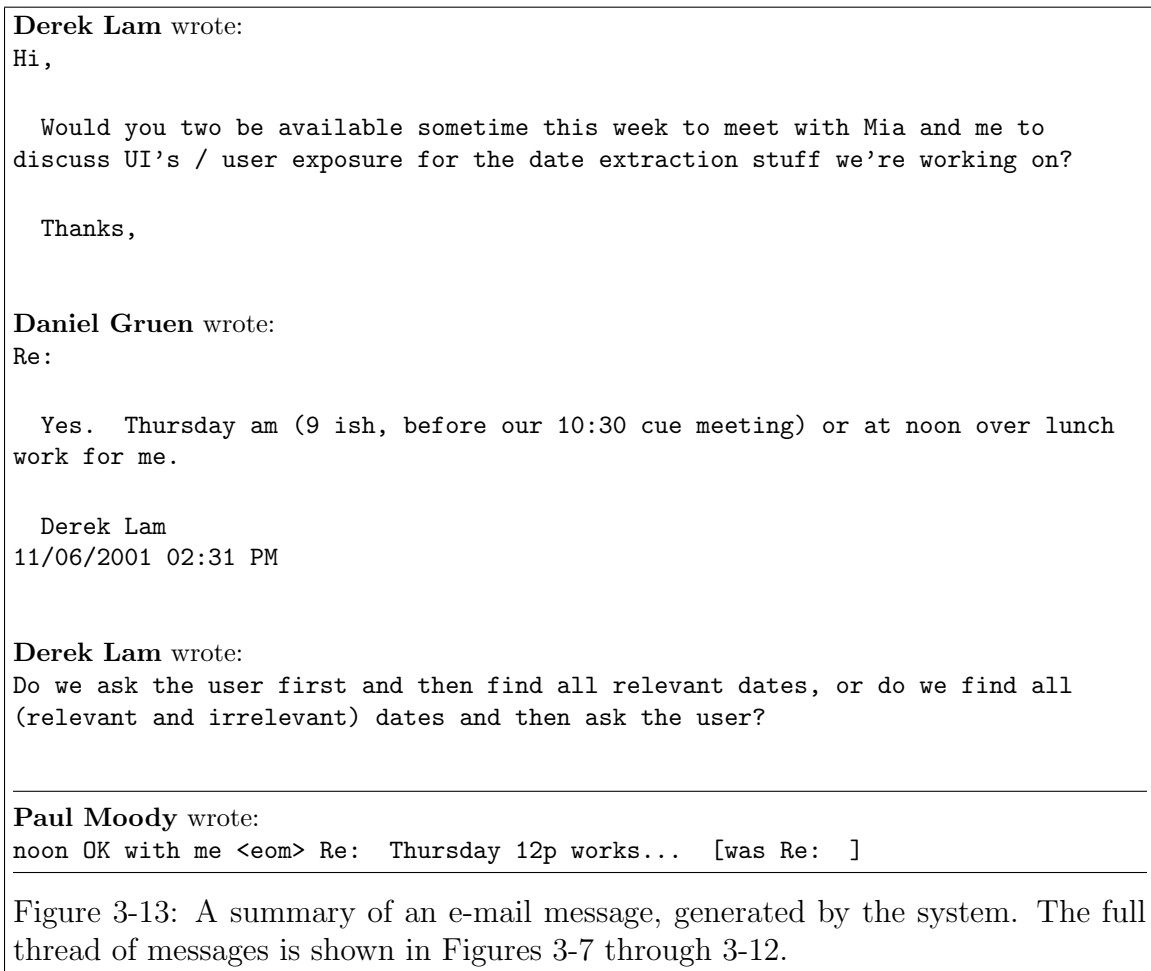 Derek Lam wrote:
Hi,
Would you two be available sometime this week to meet with Mia and me to
discuss UI's / user exposure for the date extraction stuff we're working on?
Thanks,
Daniel Gruen wrote:
Re:
Yes.  Thursday am (9 ish, before our 10:30 cue meeting) or at noon over lunch
work for me.
Derek Lam
11/06/2001 02:31 PM
Derek Lam wrote:
Do we ask the user first and then find all relevant dates, or do we find all
(relevant and irrelevant) dates and then ask the user?
Paul Moody wrote:
noon OK with me <eom> Re:  Thursday 12p works...  [was Re:  ]
Figure 3-13: A summary of an e-mail message, generated by the system. The full
thread of messages is shown in Figures 3-7 through 3-12.